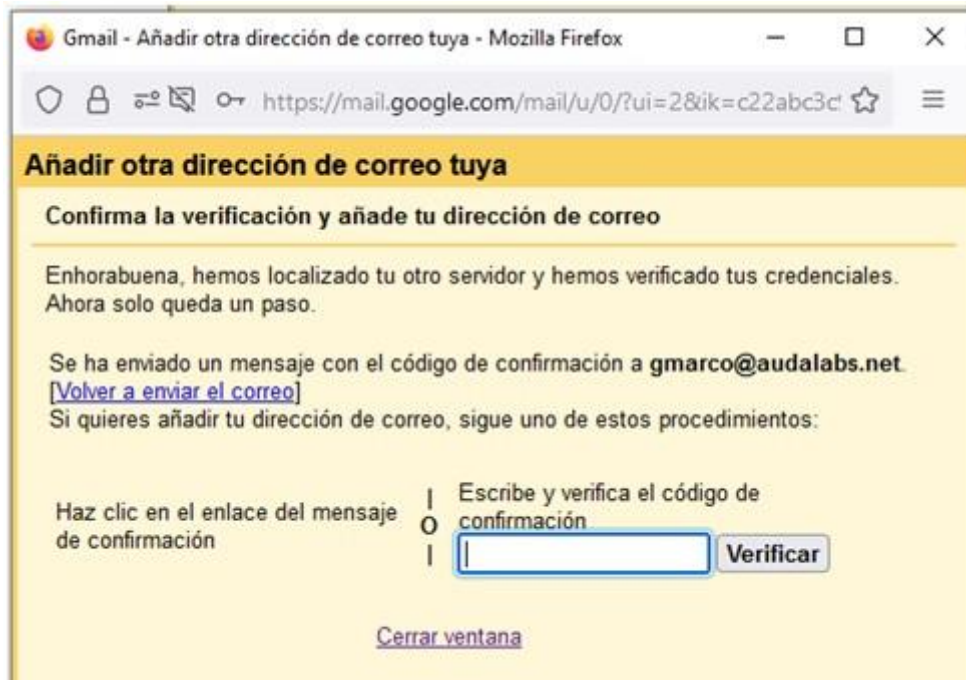 Gmail - Añadir otra dirección de correo tuya - Mozilla Firefox
https://mail.google.com/mail/u/0/?ui=2&ik=c22abc3c
Añadir otra dirección de correo tuya
Confirma la verificación y añade tu dirección de correo
Enhorabuena, hemos localizado tu otro servidor y hemos verificado tus credenciales.
Ahora solo queda un paso.
Se ha enviado un mensaje con el código de confirmación a gmarco@audalabs.net.
[Volver a enviar el correo]
Si quieres añadir tu dirección de correo, sigue uno de estos procedimientos:
Haz clic en el enlace del mensaje
de confirmación
|
O
|
Escribe y verifica el código de
confirmación
Verificar
Cerrar ventana